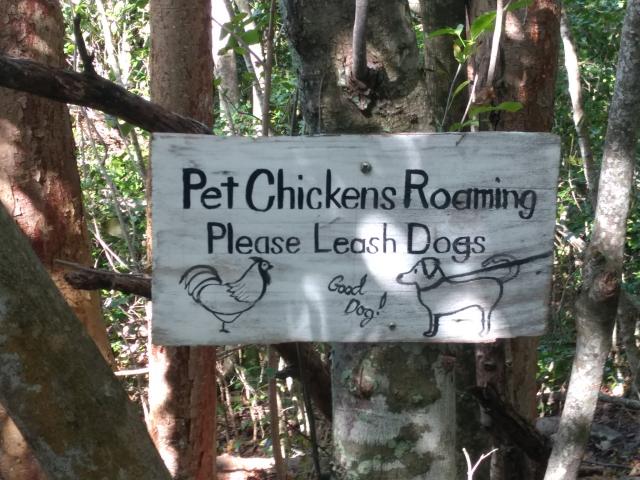 Pet Chickens Roaming
Please Leash Dogs
Good
Dog!